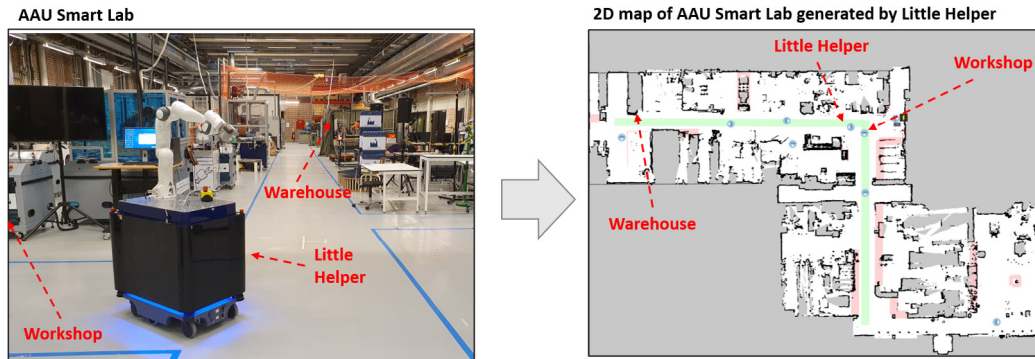 AAU Smart Lab
2D map of AAU Smart Lab generated by Little Helper
Warehouse
Little
Helper
Workshop
Little Helper
Workshop
Warehouse